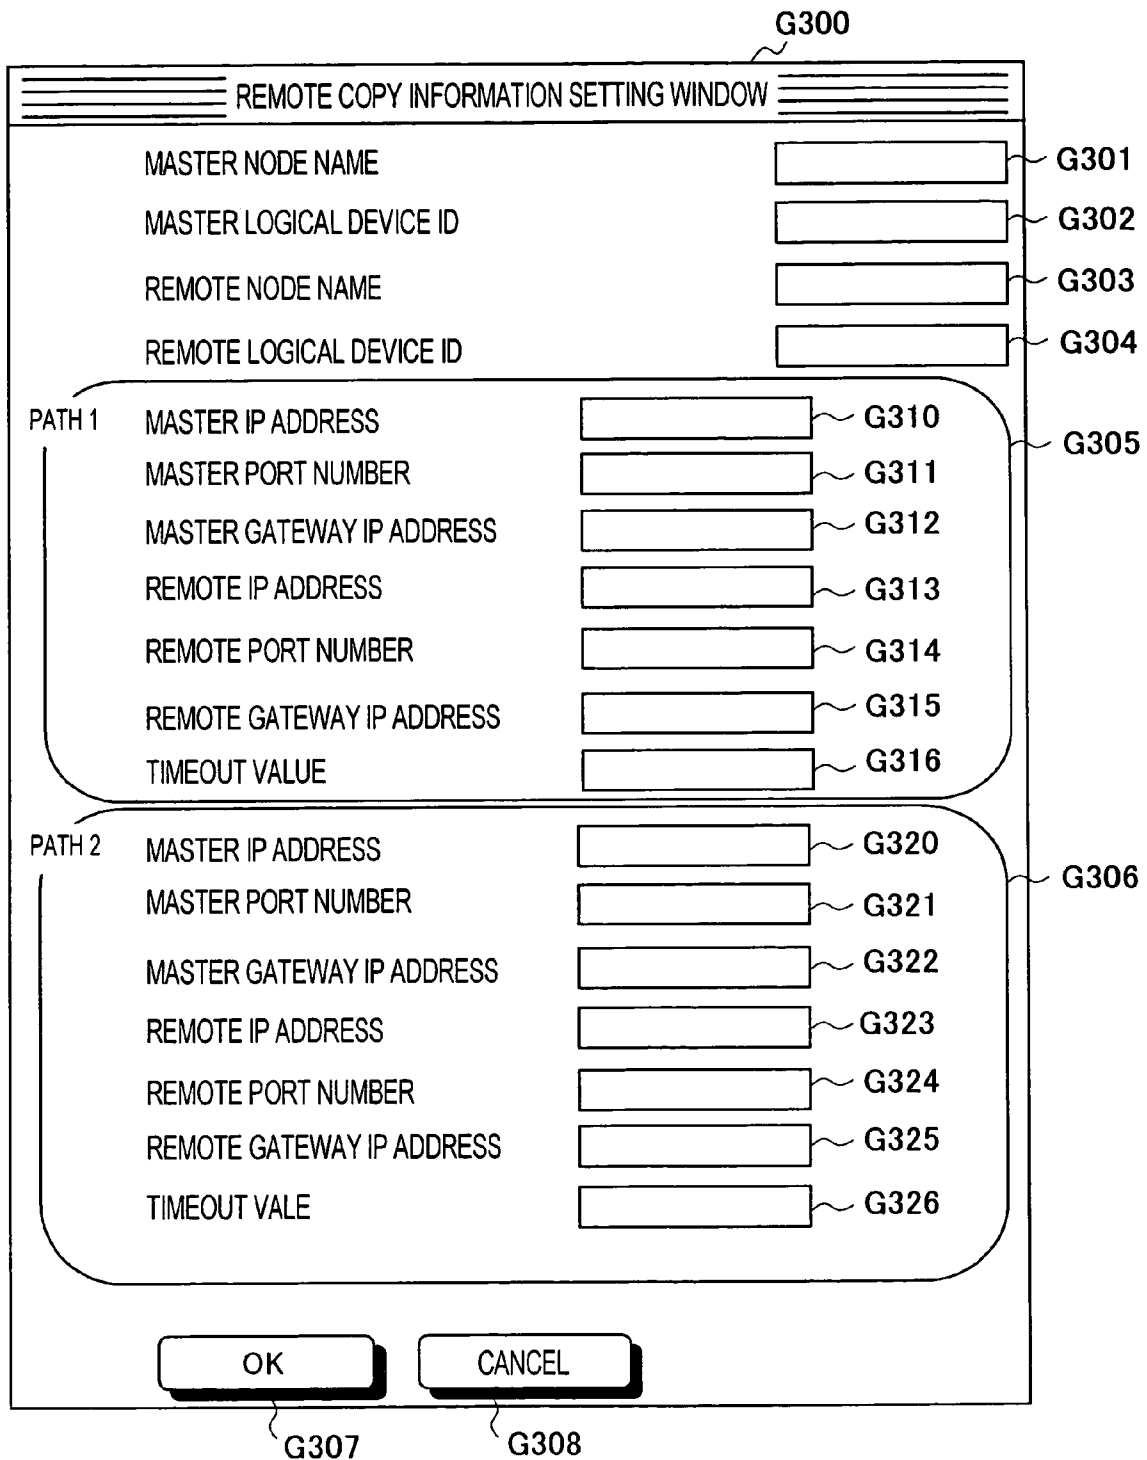 G300
REMOTE COPY INFORMATION SETTING WINDOW
MASTER NODE NAME G301
MASTER LOGICAL DEVICE ID G302
REMOTE NODE NAME G303
REMOTE LOGICAL DEVICE ID G304
PATH 1 MASTER IP ADDRESS G310
G305
MASTER PORT NUMBER G311
MASTER GATEWAY IP ADDRESS G312
REMOTE IP ADDRESS G313
REMOTE PORT NUMBER G314
REMOTE GATEWAY IP ADDRESS G315
TIMEOUT VALUE G316
PATH 2 MASTER IP ADDRESS G320
G306
MASTER PORT NUMBER G321
MASTER GATEWAY IP ADDRESS G322
REMOTE IP ADDRESS G323
REMOTE PORT NUMBER G324
REMOTE GATEWAY IP ADDRESS G325
TIMEOUT VALE G326
OK CANCEL
G307 G308